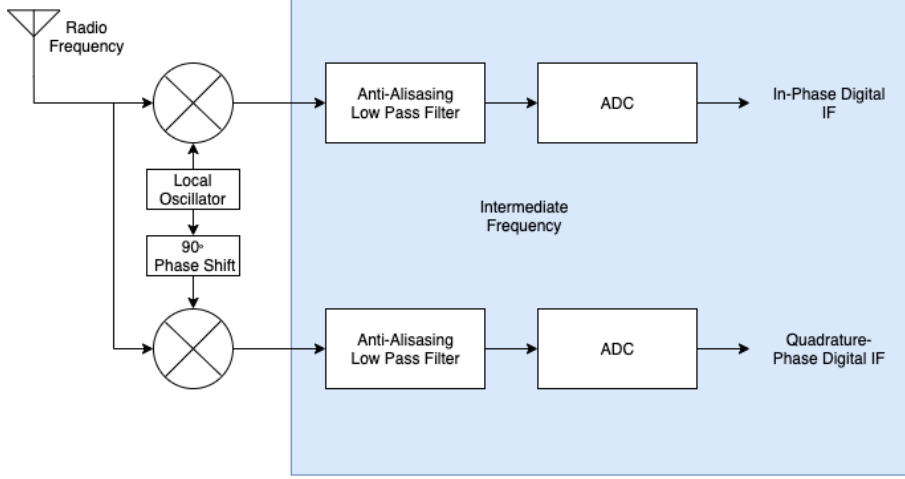 Radio
Frequency
Anti-Alisasing
Low Pass Filter
ADC
In-Phase Digital
IF
Local
Oscillator
Intermediate
Frequency
90°
Phase Shift
Anti-Alisasing
Low Pass Filter
ADC
Quadrature-
Phase Digital IF